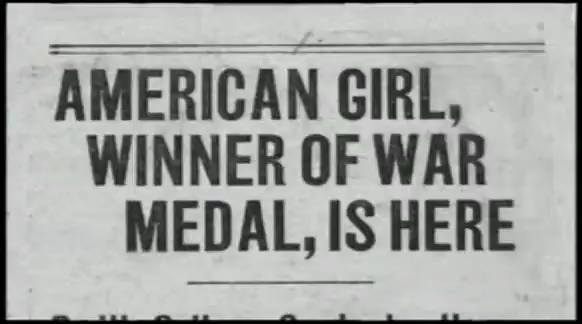 AMERICAN GIRL,
WINNER OF WAR
MEDAL, IS HERE